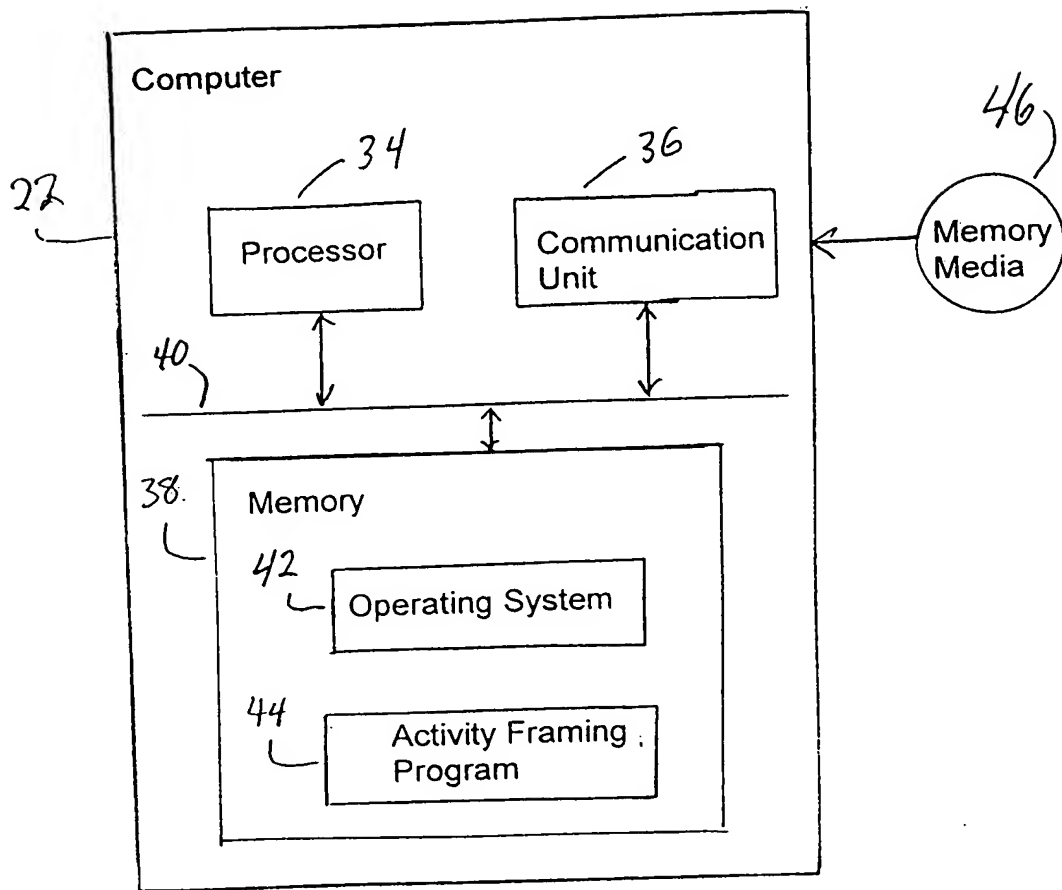 Computer
46
34
36
22
Processor
Communication
Unit
Memory
Media
40
38.
Memory
42
Operating System
44
Activity Framing
Program